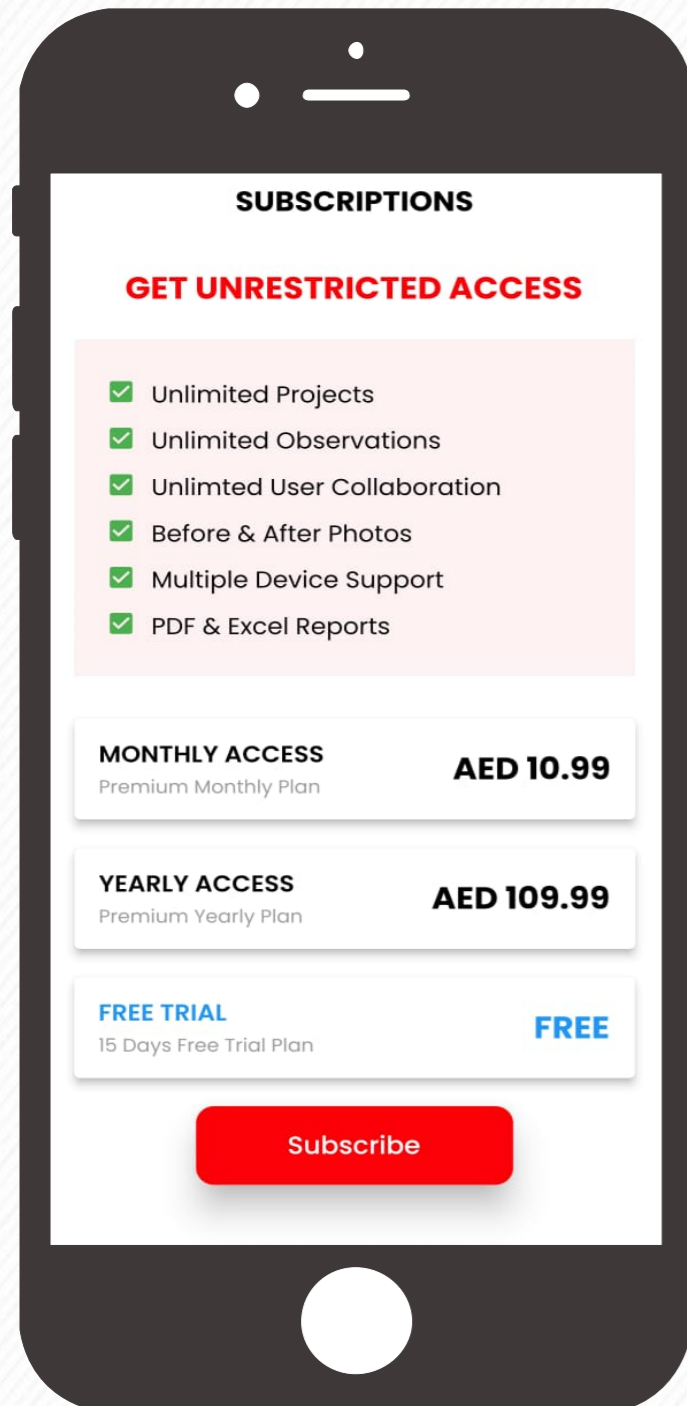 SUBSCRIPTIONS
GET UNRESTRICTED ACCESS
Unlimited Projects
Unlimited Observations
Unlimted User Collaboration
Before & After Photos
Multiple Device Support
PDF & Excel Reports
MONTHLY ACCESS
Premium Monthly Plan
AED 10.99
YEARLY ACCESS
Premium Yearly Plan
AED 109.99
FREE TRIAL
15 Days Free Trial Plan
FREE
Subscribe